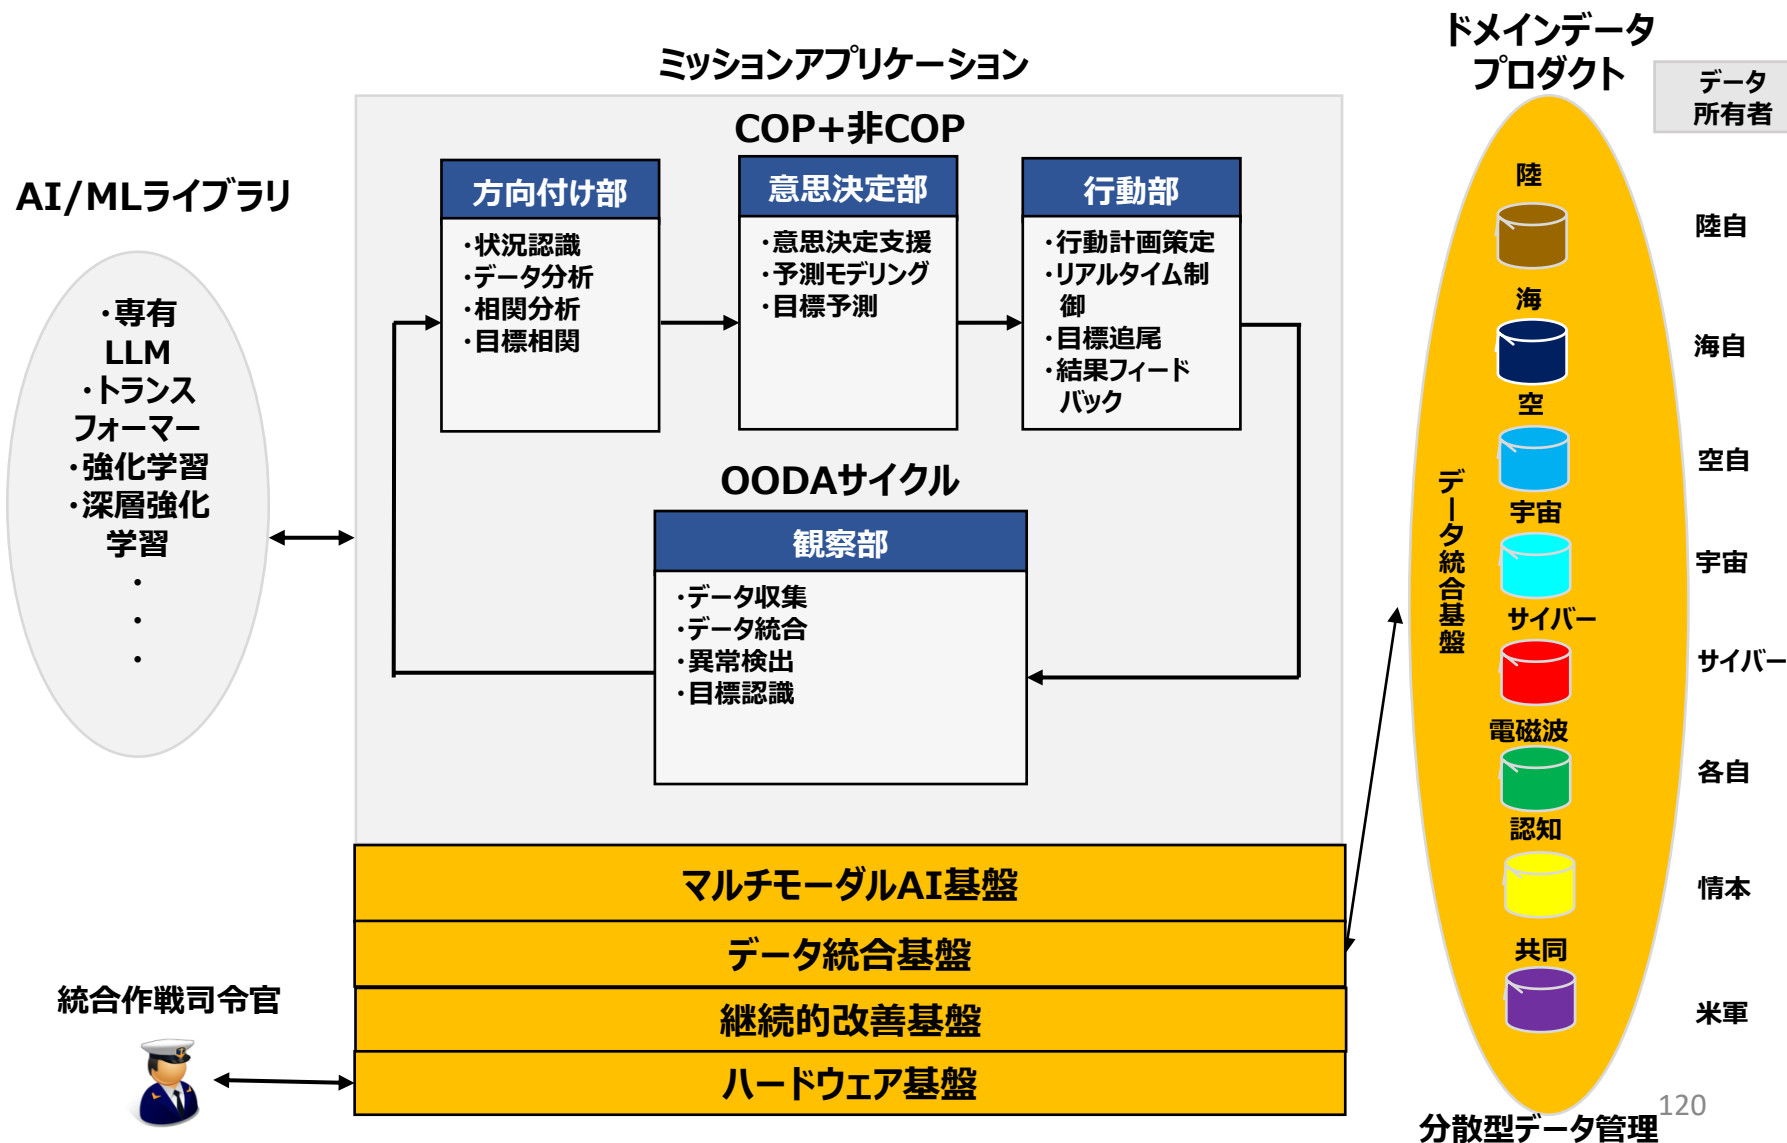 ミッションアプリケーション
COP+非COP
方向付け部
・状況認識
・データ分析
・相関分析
・目標相関
意思決定部
・意思決定支援
・予測モデリング
・目標予測
行動部
・行動計画策定
・リアルタイム制
御
・目標追尾
・結果フィード
バック
OODAサイクル
観察部
・データ収集
・データ統合
・異常検出
・目標認識
AI/MLライブラリ
・専有
LLM
・トランス
フォーマー
・強化学習
・深層強化
学習
・
・
・
マルチモーダルAI基盤
データ統合基盤
継続的改善基盤
ハードウェア基盤
統合作戦司令官
ドメインデータ
プロダクト
データ
所有者
データ統合基盤
陸
陸自
海
海自
空
空自
宇宙
宇宙
サイバー
サイバー
電磁波
各自
認知
情本
共同
米軍
分散型データ管理
120